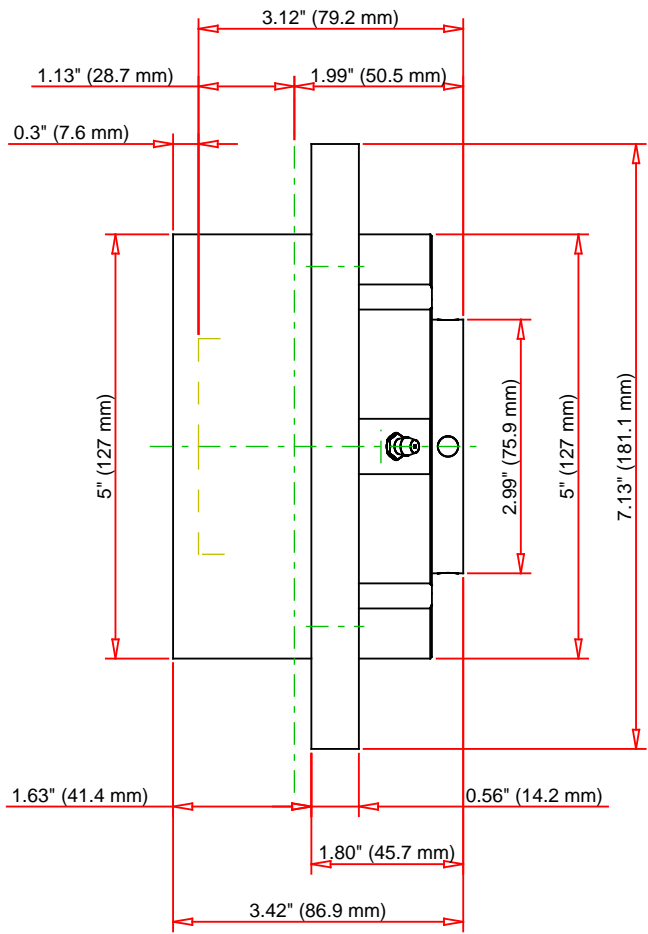 3.12" (79.2 mm)
1.13" (28.7 mm)
1.99" (50.5 mm)
0.3" (7.6 mm)
5" (127 mm)
2.99" (75.9 mm)
5" (127 mm)
7.13" (181.1 mm)
1.63" (41.4 mm)
0.56" (14.2 mm)
1.80" (45.7 mm)
3.42" (86.9 mm)